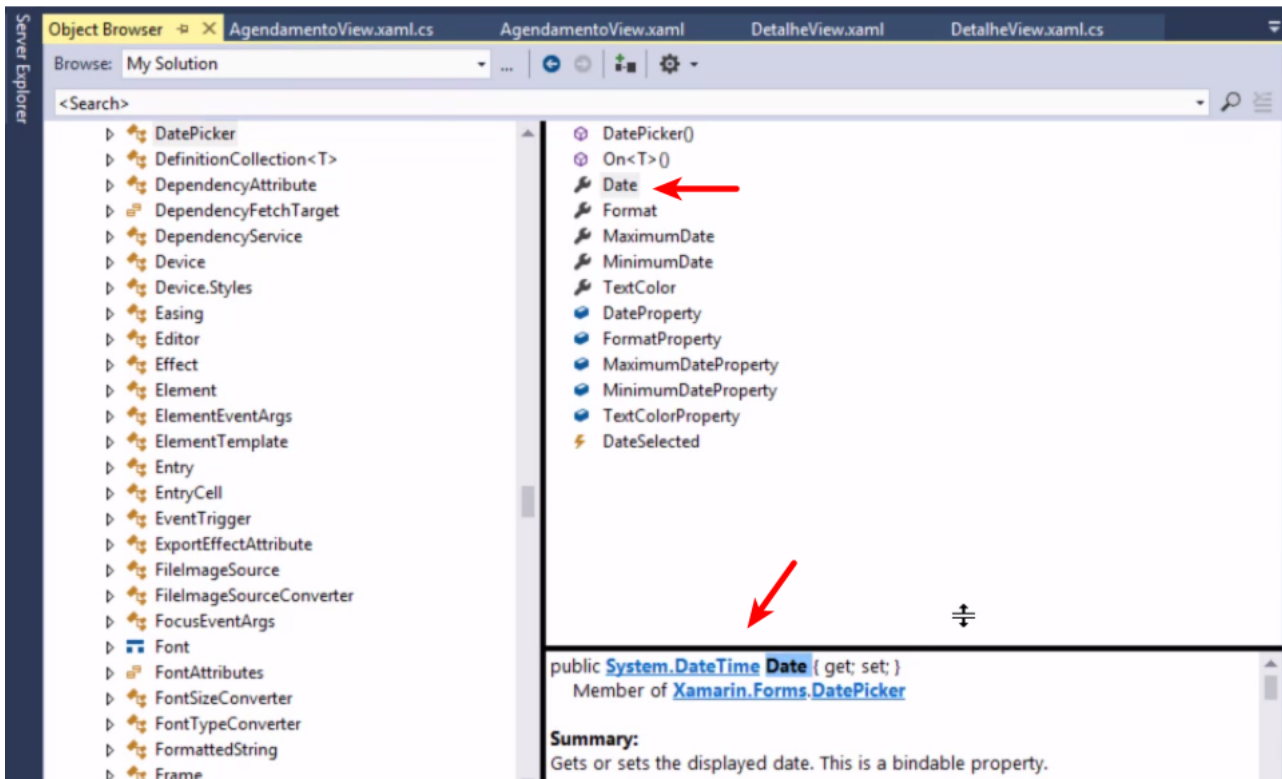 Server Explorer
Object Browser
AgendamentoView.xaml.cs
AgendamentoView.xaml
DetalheView.xaml
DetalheView.xaml.cs
Browse: My Solution
...
<Search>
DatePicker
DefinitionCollection<T>
DependencyAttribute
DependencyFetchTarget
DependencyService
Device
Device.Styles
Easing
Editor
Effect
Element
ElementEventArgs
ElementTemplate
Entry
EntryCell
EventTrigger
ExportEffectAttribute
FileImageSource
FileImageSourceConverter
FocusEventArgs
Font
FontAttributes
FontSizeConverter
FontTypeConverter
FormattedString
Frame
DatePicker()
On<T>()
Date
Format
MaximumDate
MinimumDate
TextColor
DateProperty
FormatProperty
MaximumDateProperty
MinimumDateProperty
TextColorProperty
DateSelected
public System.DateTime Date { get; set; }
Member of Xamarin.Forms.DatePicker
Summary:
Gets or sets the displayed date. This is a bindable property.